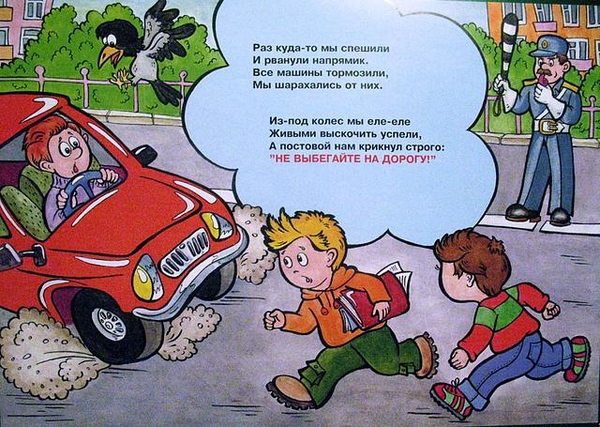 Раз куда-то мы спешили
И рванули напрямик.
Все машины тормозили,
Мы шарахались от них.
Из-под колес мы еле-еле
Живыми выскочить успели,
А постовой нам крикнул строго:
"НЕ ВЫБЕГАЙТЕ НА ДОРОГУ!"